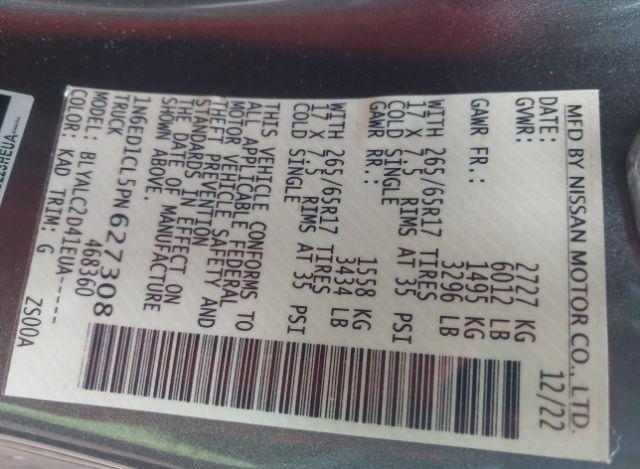 MFD BY NISSAN MOTOR CO., LTD.
DATE: 12/22
GVWR: 2727 KG
6012 LB
GAWR FR.: 1495 KG
3296 LB
WITH 265/65R17 TIRES
17 X 7.5 RIMS AT 35 PSI
COLD SINGLE
GAWR RR.: 1558 KG
3434 LB
WITH 265/65R17 TIRES
17 X 7.5 RIMS AT 35 PSI
COLD SINGLE
THIS VEHICLE CONFORMS TO
ALL APPLICABLE FEDERAL
MOTOR VEHICLE SAFETY AND
THEFT PREVENTION
STANDARDS IN EFFECT ON
THE DATE OF MANUFACTURE
SHOWN ABOVE.
1N6ED1CL5PN627308
TRUCK 468360
MODEL: BLYALC2D41EUA-----
COLOR: KAD TRIM: G ZS00A